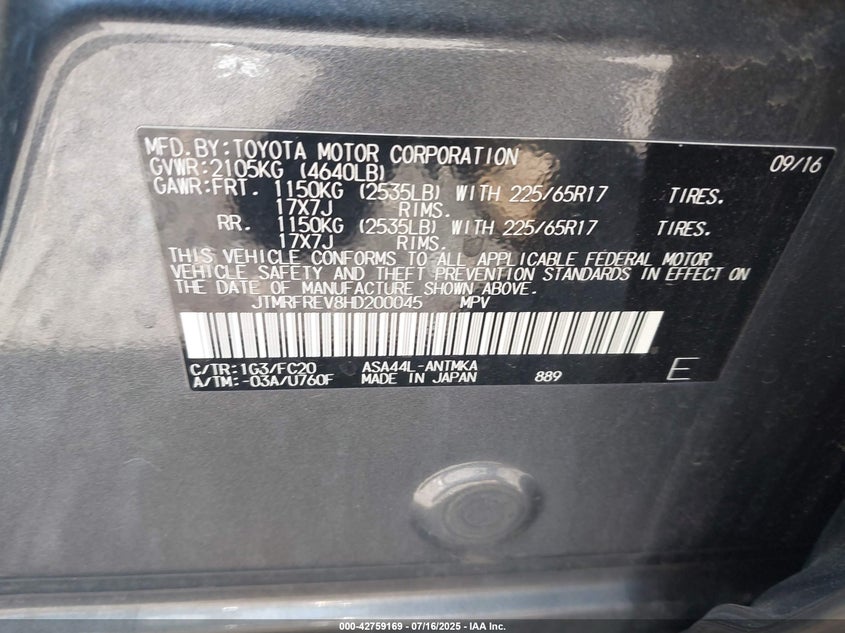 MFD.BY:TOYOTA MOTOR CORPORATION 09/16
GVWR:2105KG (4640LB)
GAWR:FRT. 1150KG (2535LB) WITH 225/65R17 TIRES.
17X7J RIMS.
RR. 1150KG (2535LB) WITH 225/65R17 TIRES.
17X7J RIMS.
THIS VEHICLE CONFORMS TO ALL APPLICABLE FEDERAL MOTOR
VEHICLE SAFETY AND THEFT PREVENTION STANDARDS IN EFFECT ON
THE DATE OF MANUFACTURE SHOWN ABOVE.
JTMRFREV8HD200045 MPV
C/TR:1G3/FC20 ASA44L-ANTMKA
A/TM:-03A/U760F MADE IN JAPAN 889 E
000-42759169 - 07/16/2025 - IAA Inc.